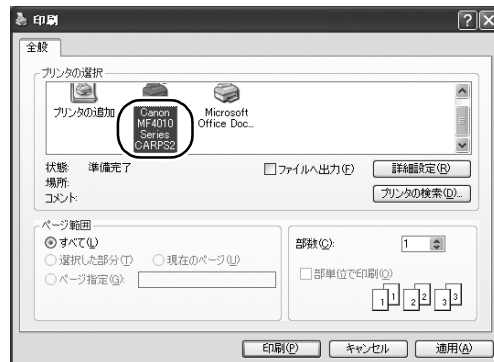 印刷
全般
プリンタの選択
プリンタの追加
Canon
MF4010
Series
CARPS2
Microsoft
Office Doc...
状態: 準備完了
場所:
コメント:
ファイルへ出力(F)
詳細設定(R)
プリンタの検索(D)...
ページ範囲
すべて(L)
選択した部分(T)
現在のページ(U)
ページ指定(G):
部数(C):
1
部単位で印刷(O)
1 1 2 2 3 3
印刷(P)
キャンセル
適用(A)